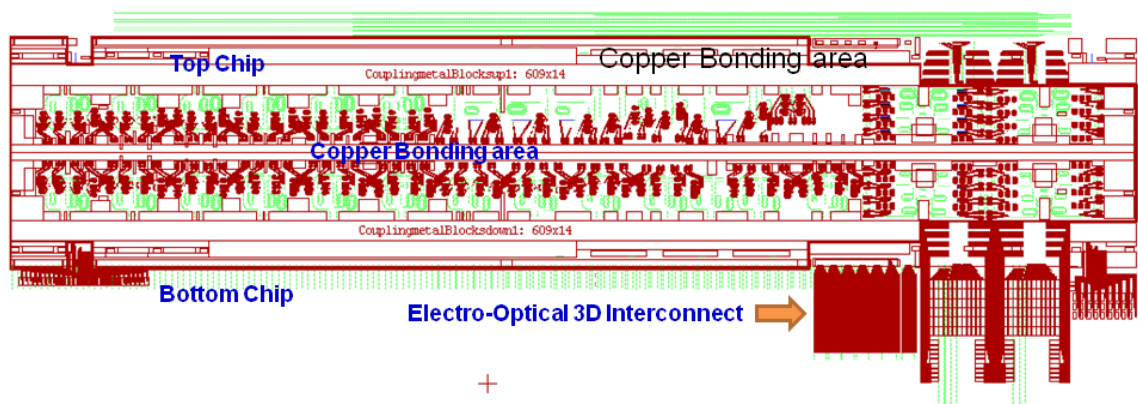 Copper Bonding area
Top Chip
CouplingmetalBlocksup1: 609x14
Copper Bonding area
CouplingmetalBlocksdown1: 609x14
Bottom Chip
Electro-Optical 3D Interconnect